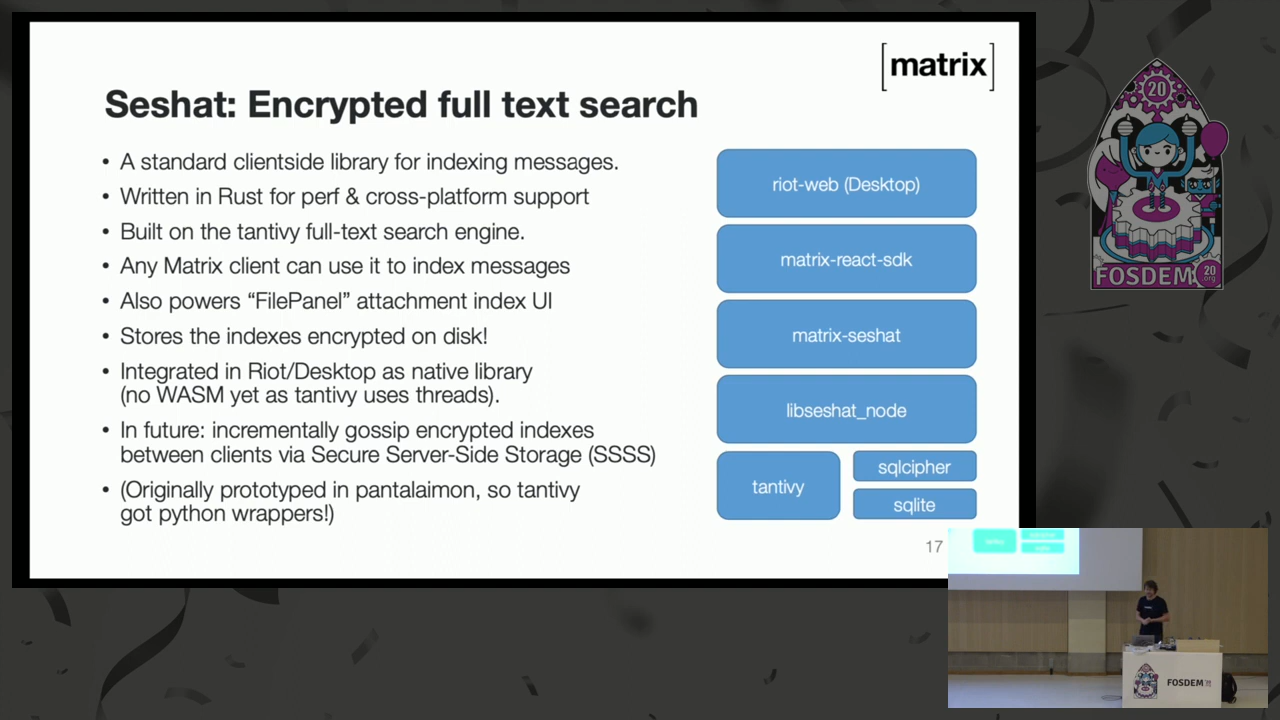 [matrix]
Seshat: Encrypted full text search
• A standard clientside library for indexing messages.
• Written in Rust for perf & cross-platform support
• Built on the tantivy full-text search engine.
• Any Matrix client can use it to index messages
• Also powers “FilePanel” attachment index UI
• Stores the indexes encrypted on disk!
• Integrated in Riot/Desktop as native library
(no WASM yet as tantivy uses threads).
• In future: incrementally gossip encrypted indexes
between clients via Secure Server-Side Storage (SSSS)
• (Originally prototyped in pantalaimon, so tantivy
got python wrappers!)
riot-web (Desktop)
matrix-react-sdk
matrix-seshat
libseshat_node
tantivy
sqlcipher
sqlite
17
20
FOSDEM
20
.org
FOSDEM